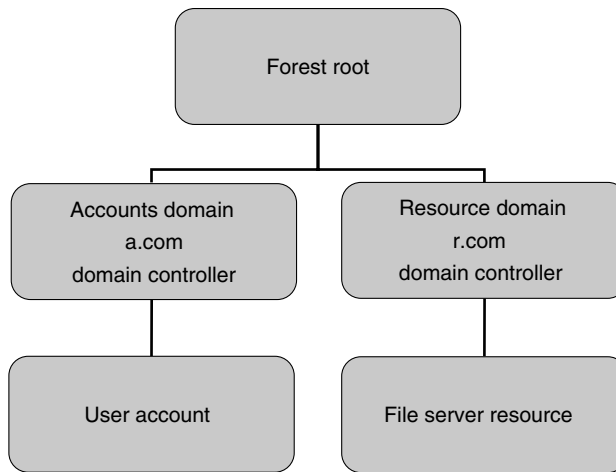 Forest root
Accounts domain
a.com
domain controller
Resource domain
r.com
domain controller
User account
File server resource